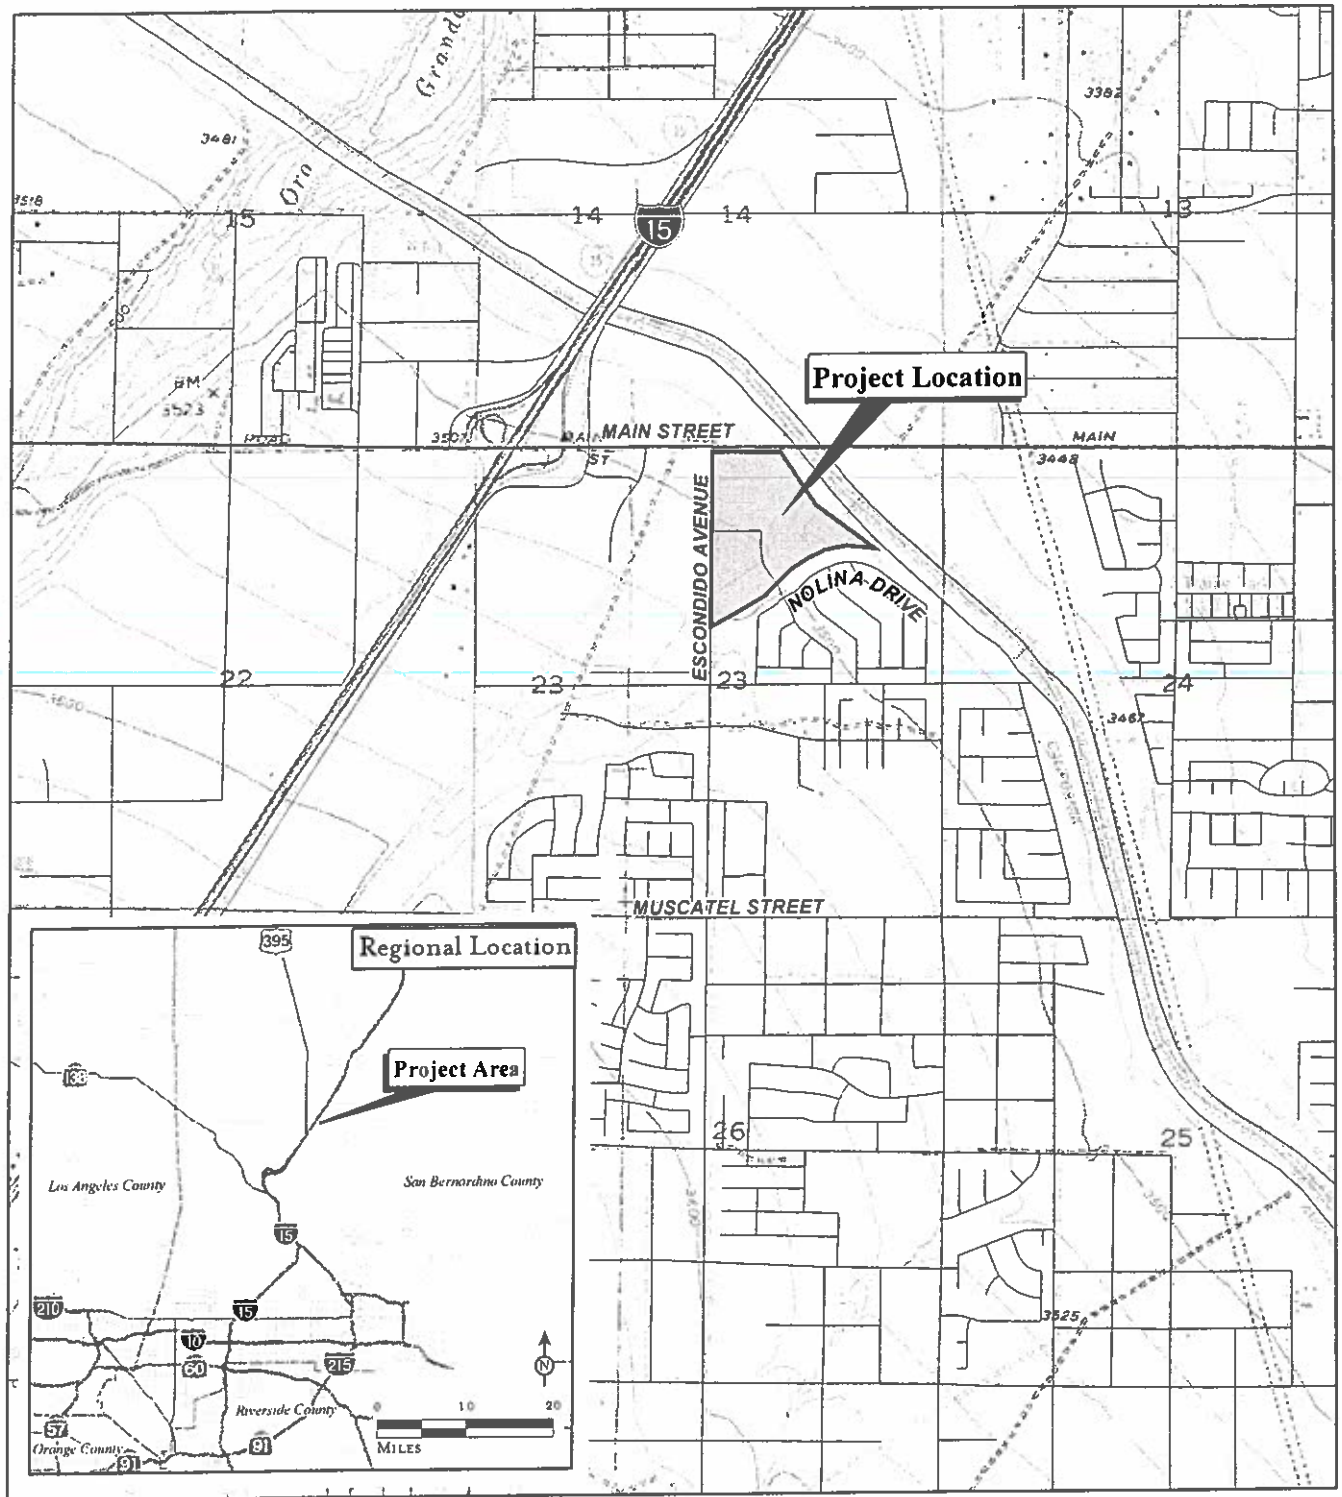 Grande
3481
Oro
3382
3518
15
14
15
14
13
Project Location
BM
3523
ROAD
3507
MAIN
ST
MAIN STREET
MAIN
3448
ESCONDIDO AVENUE
NOLINA DRIVE
22
23
23
24
3467
MUSCATEL STREET
26
25
3525
Regional Location
395
138
Project Area
Los Angeles County
San Bernardino County
15
210
15
10
60
215
N
57
Orange County
91
Riverside County
91
0 10 20
MILES